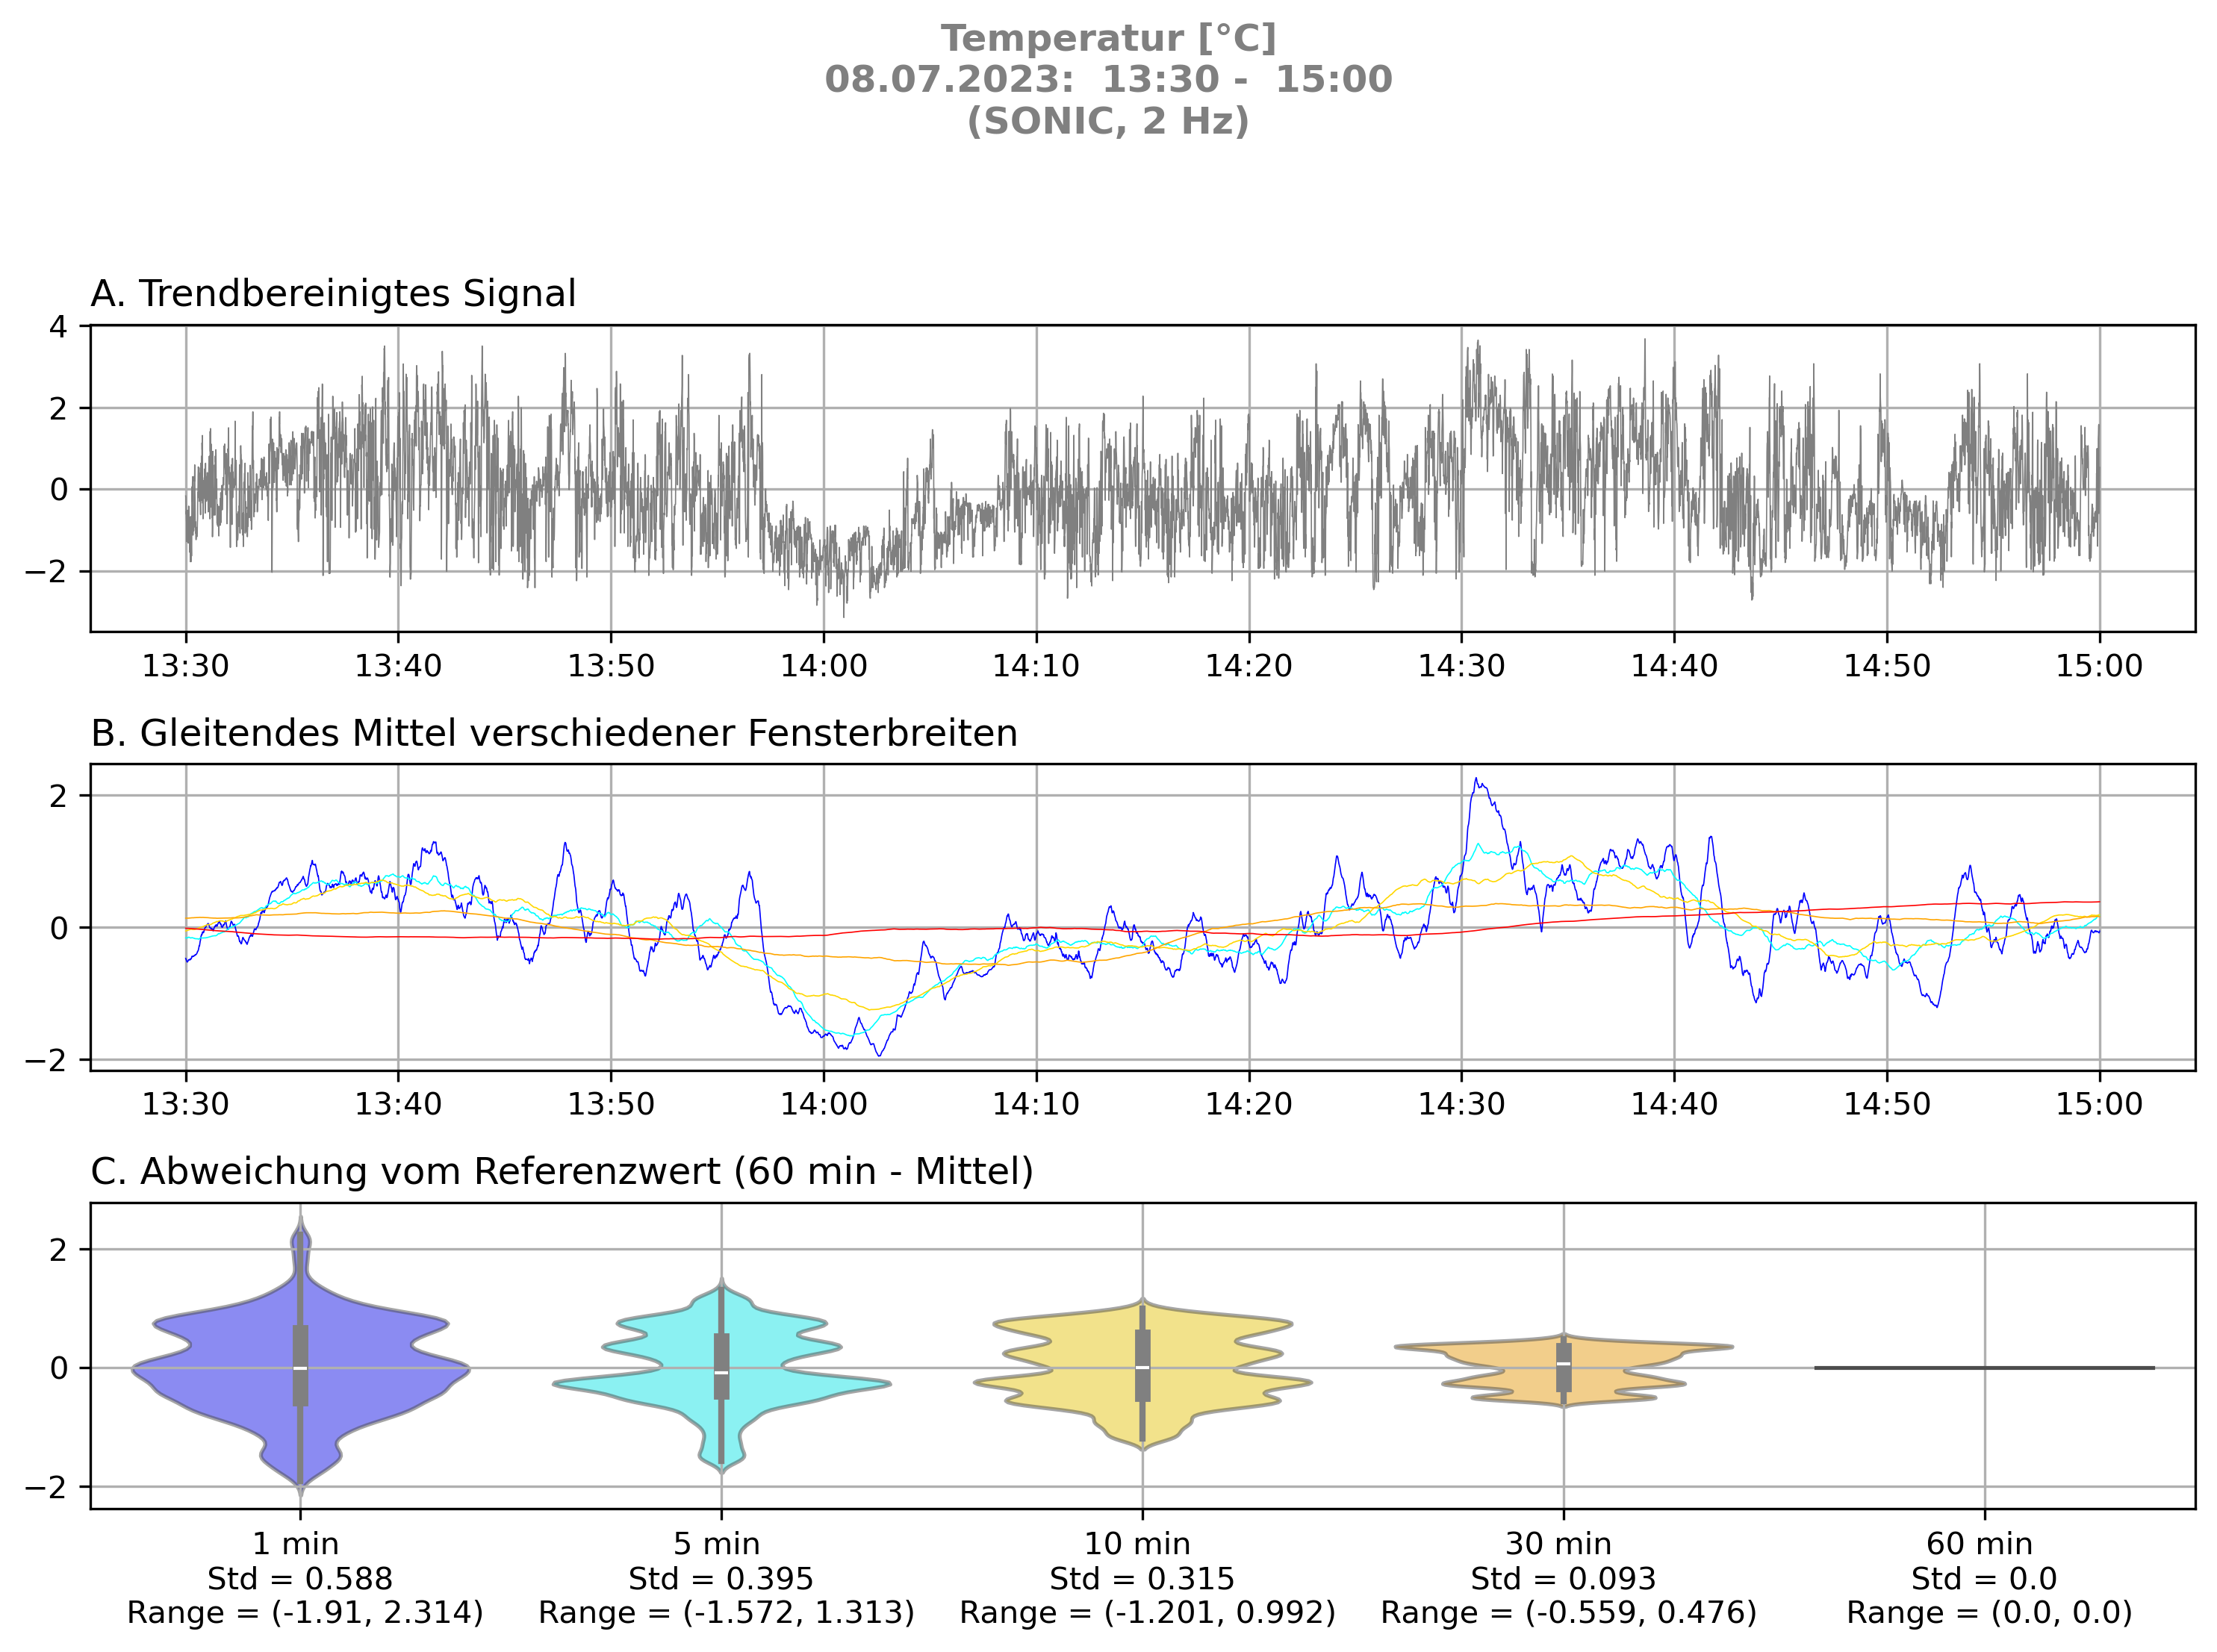 Temperatur [°C]
08.07.2023:  13:30 -  15:00
(SONIC, 2 Hz)
A. Trendbereinigtes Signal
4
2
0
−2
13:30 13:40 13:50 14:00 14:10 14:20 14:30 14:40 14:50 15:00
B. Gleitendes Mittel verschiedener Fensterbreiten
2
0
−2
13:30 13:40 13:50 14:00 14:10 14:20 14:30 14:40 14:50 15:00
C. Abweichung vom Referenzwert (60 min - Mittel)
2
0
−2
1 min 5 min 10 min 30 min 60 min
Std = 0.588 Std = 0.395 Std = 0.315 Std = 0.093 Std = 0.0
Range = (-1.91, 2.314) Range = (-1.572, 1.313) Range = (-1.201, 0.992) Range = (-0.559, 0.476) Range = (0.0, 0.0)